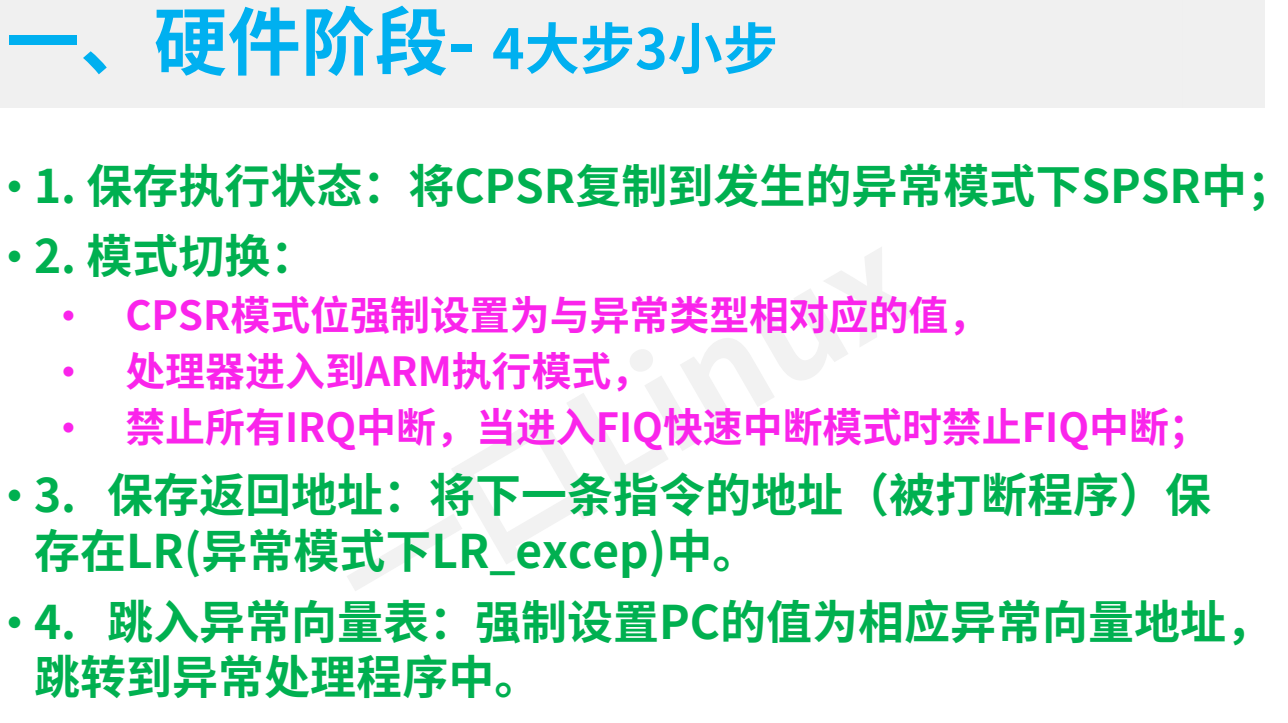 一、硬件阶段- 4大步3小步
• 1. 保存执行状态：将CPSR复制到发生的异常模式下SPSR中;
• 2. 模式切换：
• CPSR模式位强制设置为与异常类型相对应的值，
• 处理器进入到ARM执行模式，
• 禁止所有IRQ中断，当进入FIQ快速中断模式时禁止FIQ中断；
• 3. 保存返回地址：将下一条指令的地址（被打断程序）保
存在LR(异常模式下LR_excep)中。
• 4. 跳入异常向量表：强制设置PC的值为相应异常向量地址，
跳转到异常处理程序中。
一口Linux